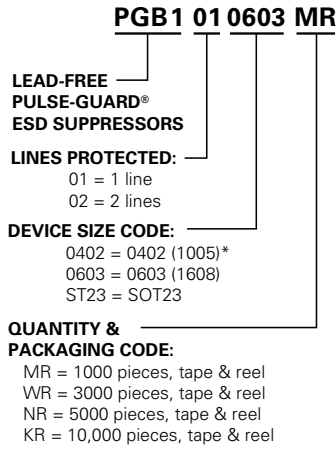 PGB1 01 0603 MR
LEAD-FREE
PULSE-GUARD®
ESD SUPPRESSORS
LINES PROTECTED:
01 = 1 line
02 = 2 lines
DEVICE SIZE CODE:
0402 = 0402 (1005)*
0603 = 0603 (1608)
ST23 = SOT23
QUANTITY &
PACKAGING CODE:
MR = 1000 pieces, tape & reel
WR = 3000 pieces, tape & reel
NR = 5000 pieces, tape & reel
KR = 10,000 pieces, tape & reel